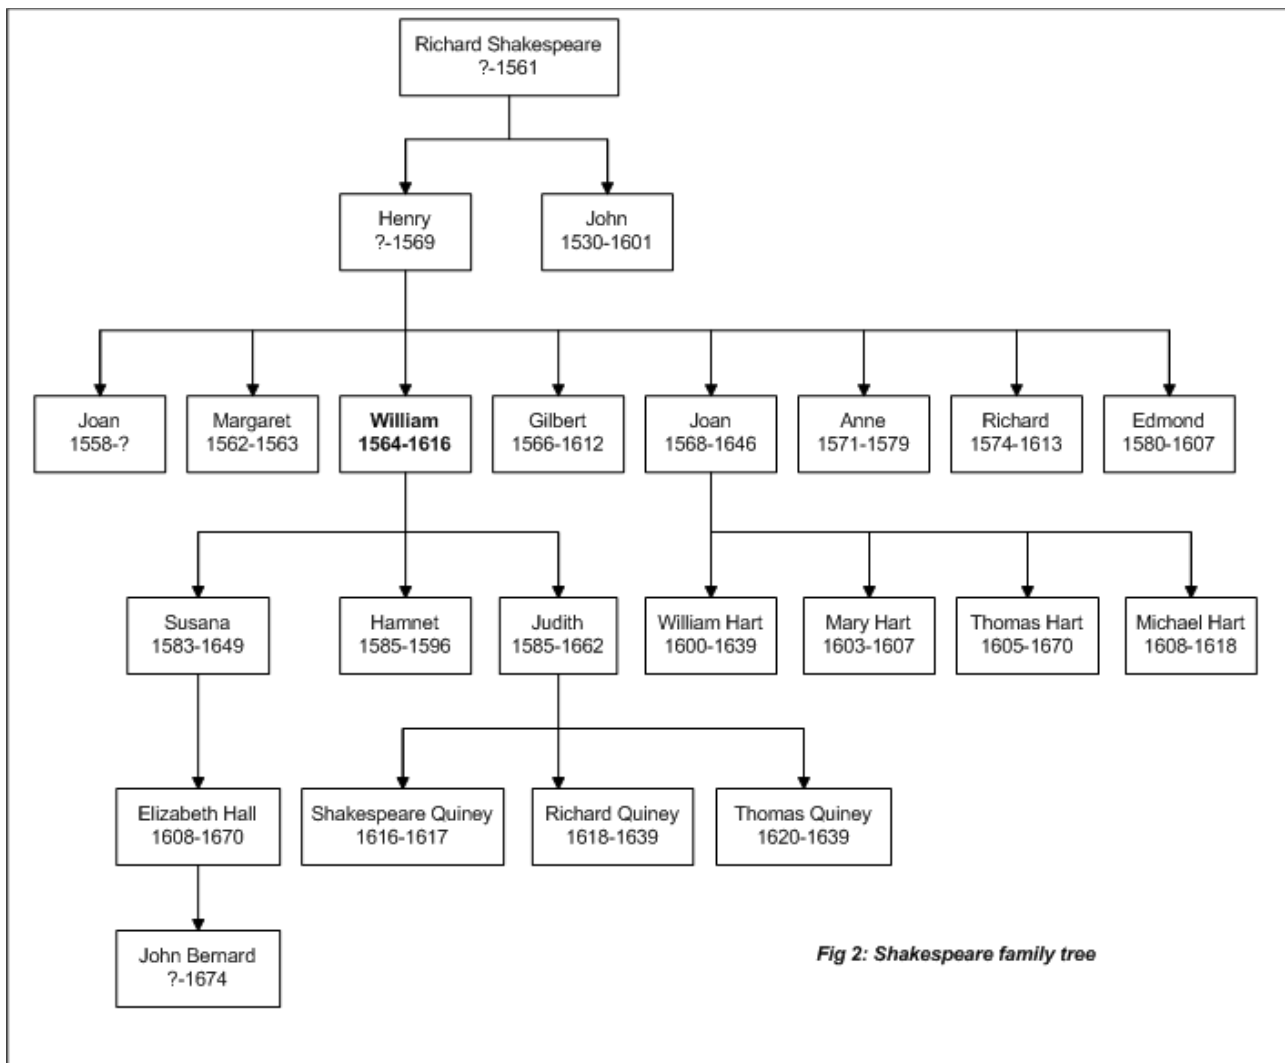 Richard Shakespeare
?-1561
Henry
?-1569
John
1530-1601
Joan
1558-?
Margaret
1562-1563
William
1564-1616
Gilbert
1566-1612
Joan
1568-1646
Anne
1571-1579
Richard
1574-1613
Edmond
1580-1607
Susana
1583-1649
Hamnet
1585-1596
Judith
1585-1662
William Hart
1600-1639
Mary Hart
1603-1607
Thomas Hart
1605-1670
Michael Hart
1608-1618
Elizabeth Hall
1608-1670
Shakespeare Quiney
1616-1617
Richard Quiney
1618-1639
Thomas Quiney
1620-1639
John Bernard
?-1674
Fig 2: Shakespeare family tree